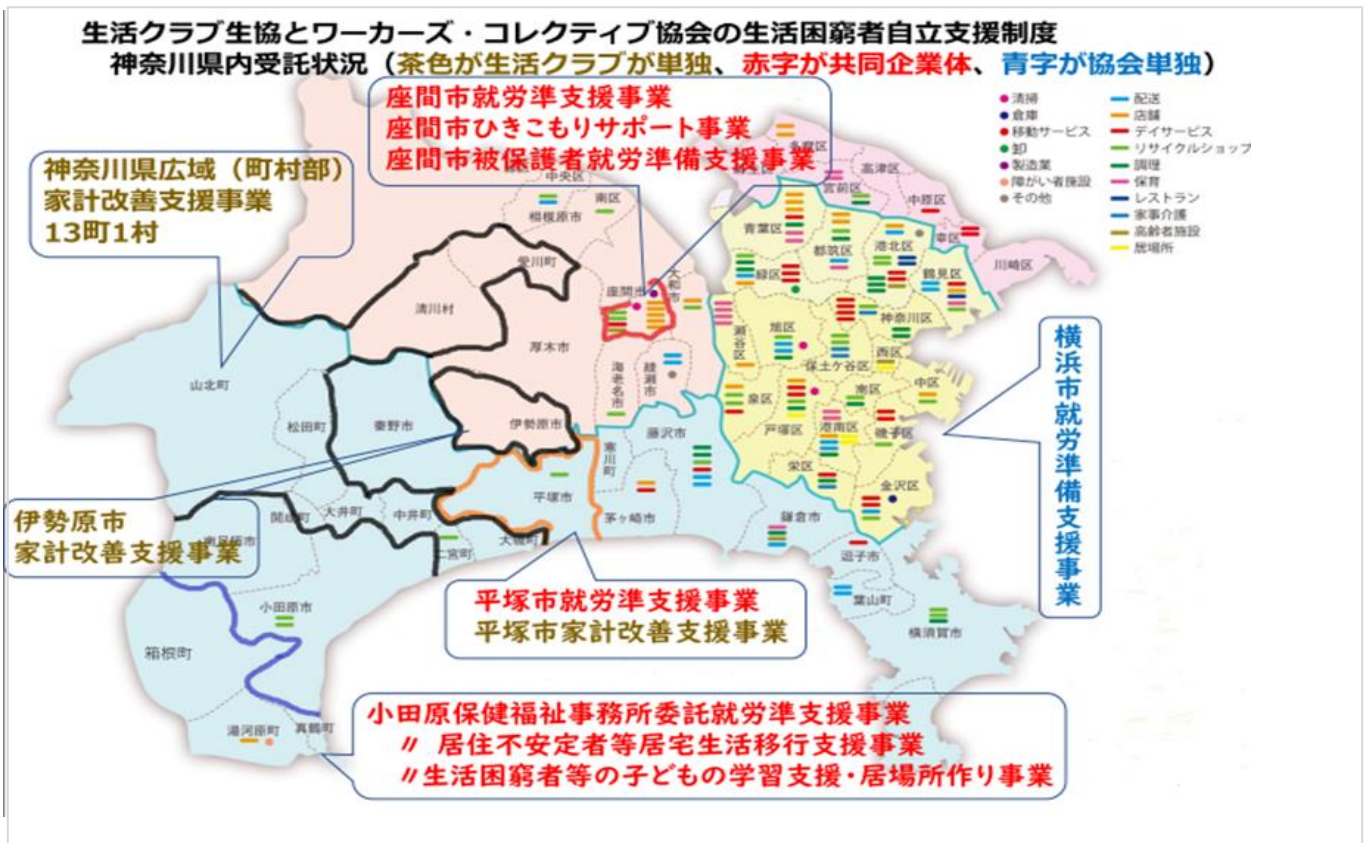 生活クラブ生協とワーカーズ・コレクティブ協会の生活困窮者自立支援制度
神奈川県内受託状況（茶色が生活クラブが単独、赤字が共同企業体、青字が協会単独）
座間市就労準支援事業
座間市ひきこもりサポート事業
座間市被保護者就労準備支援事業
神奈川県広域（町村部）
家計改善支援事業
13町1村
清掃
倉庫
移動サービス
卸
製造業
障がい者施設
その他
配送
店舗
デイサービス
リサイクルショップ
調理
保育
レストラン
家事介護
高齢者施設
居場所
多摩区
高津区
宮前区
中原区
幸区
川崎区
中央区
南区
相模原市
青葉区
都筑区
港北区
緑区
鶴見区
愛川町
座間市
大和市
清川村
神奈川区
旭区
瀬谷区
厚木市
西区
保土ケ谷区
山北町
海老名市
綾瀬市
中区
南区
泉区
松田町
秦野市
伊勢原市
藤沢市
戸塚区
港南区
磯子区
寒川町
栄区
金沢区
平塚市
茅ヶ崎市
鎌倉市
開成町
大井町
中井町
二宮町
逗子市
葉山町
横須賀市
小田原市
箱根町
湯河原町
真鶴町
横浜市就労準備支援事業
伊勢原市
家計改善支援事業
平塚市就労準支援事業
平塚市家計改善支援事業
小田原保健福祉事務所委託就労準支援事業
〃 居住不安定者等居宅生活移行支援事業
〃生活困窮者等の子どもの学習支援・居場所作り事業